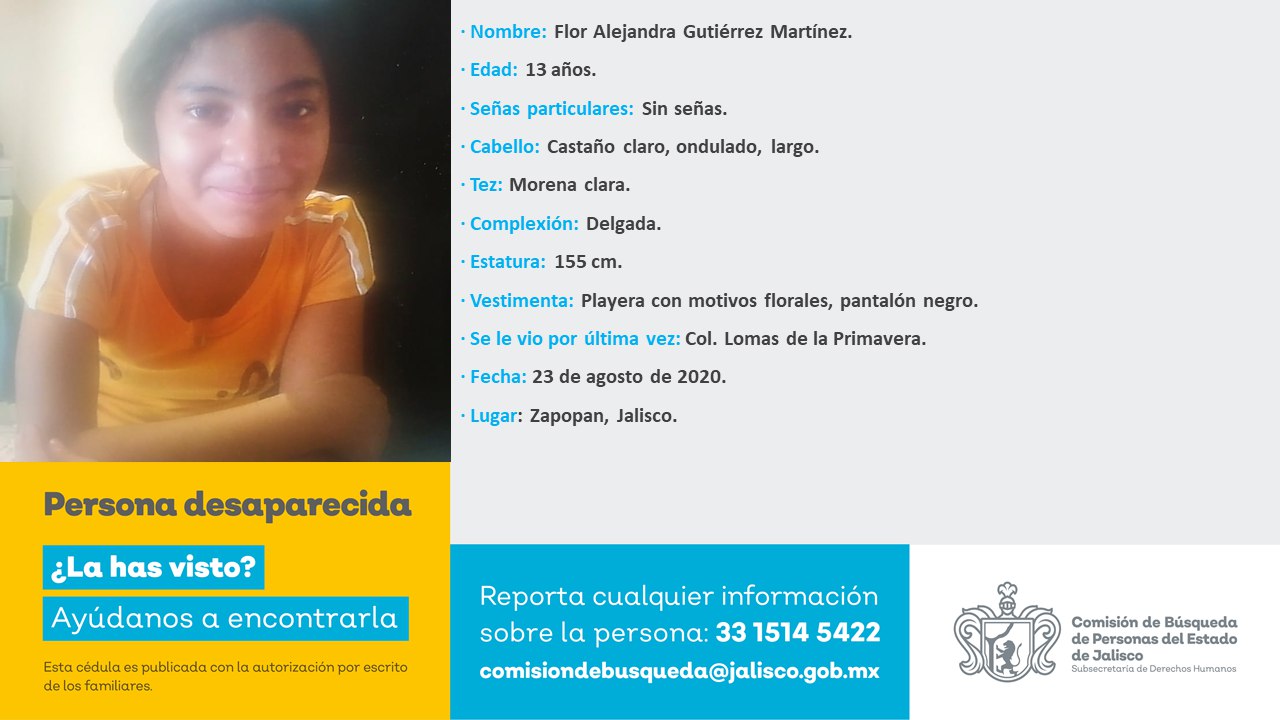 · Nombre: Flor Alejandra Gutiérrez Martínez.
· Edad: 13 años.
· Señas particulares: Sin señas.
· Cabello: Castaño claro, ondulado, largo.
· Tez: Morena clara.
· Complexión: Delgada.
· Estatura: 155 cm.
· Vestimenta: Playera con motivos florales, pantalón negro.
· Se le vio por última vez: Col. Lomas de la Primavera.
· Fecha: 23 de agosto de 2020.
· Lugar: Zapopan, Jalisco.
Persona desaparecida
¿La has visto?
Ayúdanos a encontrarla
Esta cédula es publicada con la autorización por escrito
de los familiares.
Reporta cualquier información
sobre la persona: 33 1514 5422
comisiondebusqueda@jalisco.gob.mx
Comisión de Búsqueda
de Personas del Estado
de Jalisco
Subsecretaría de Derechos Humanos